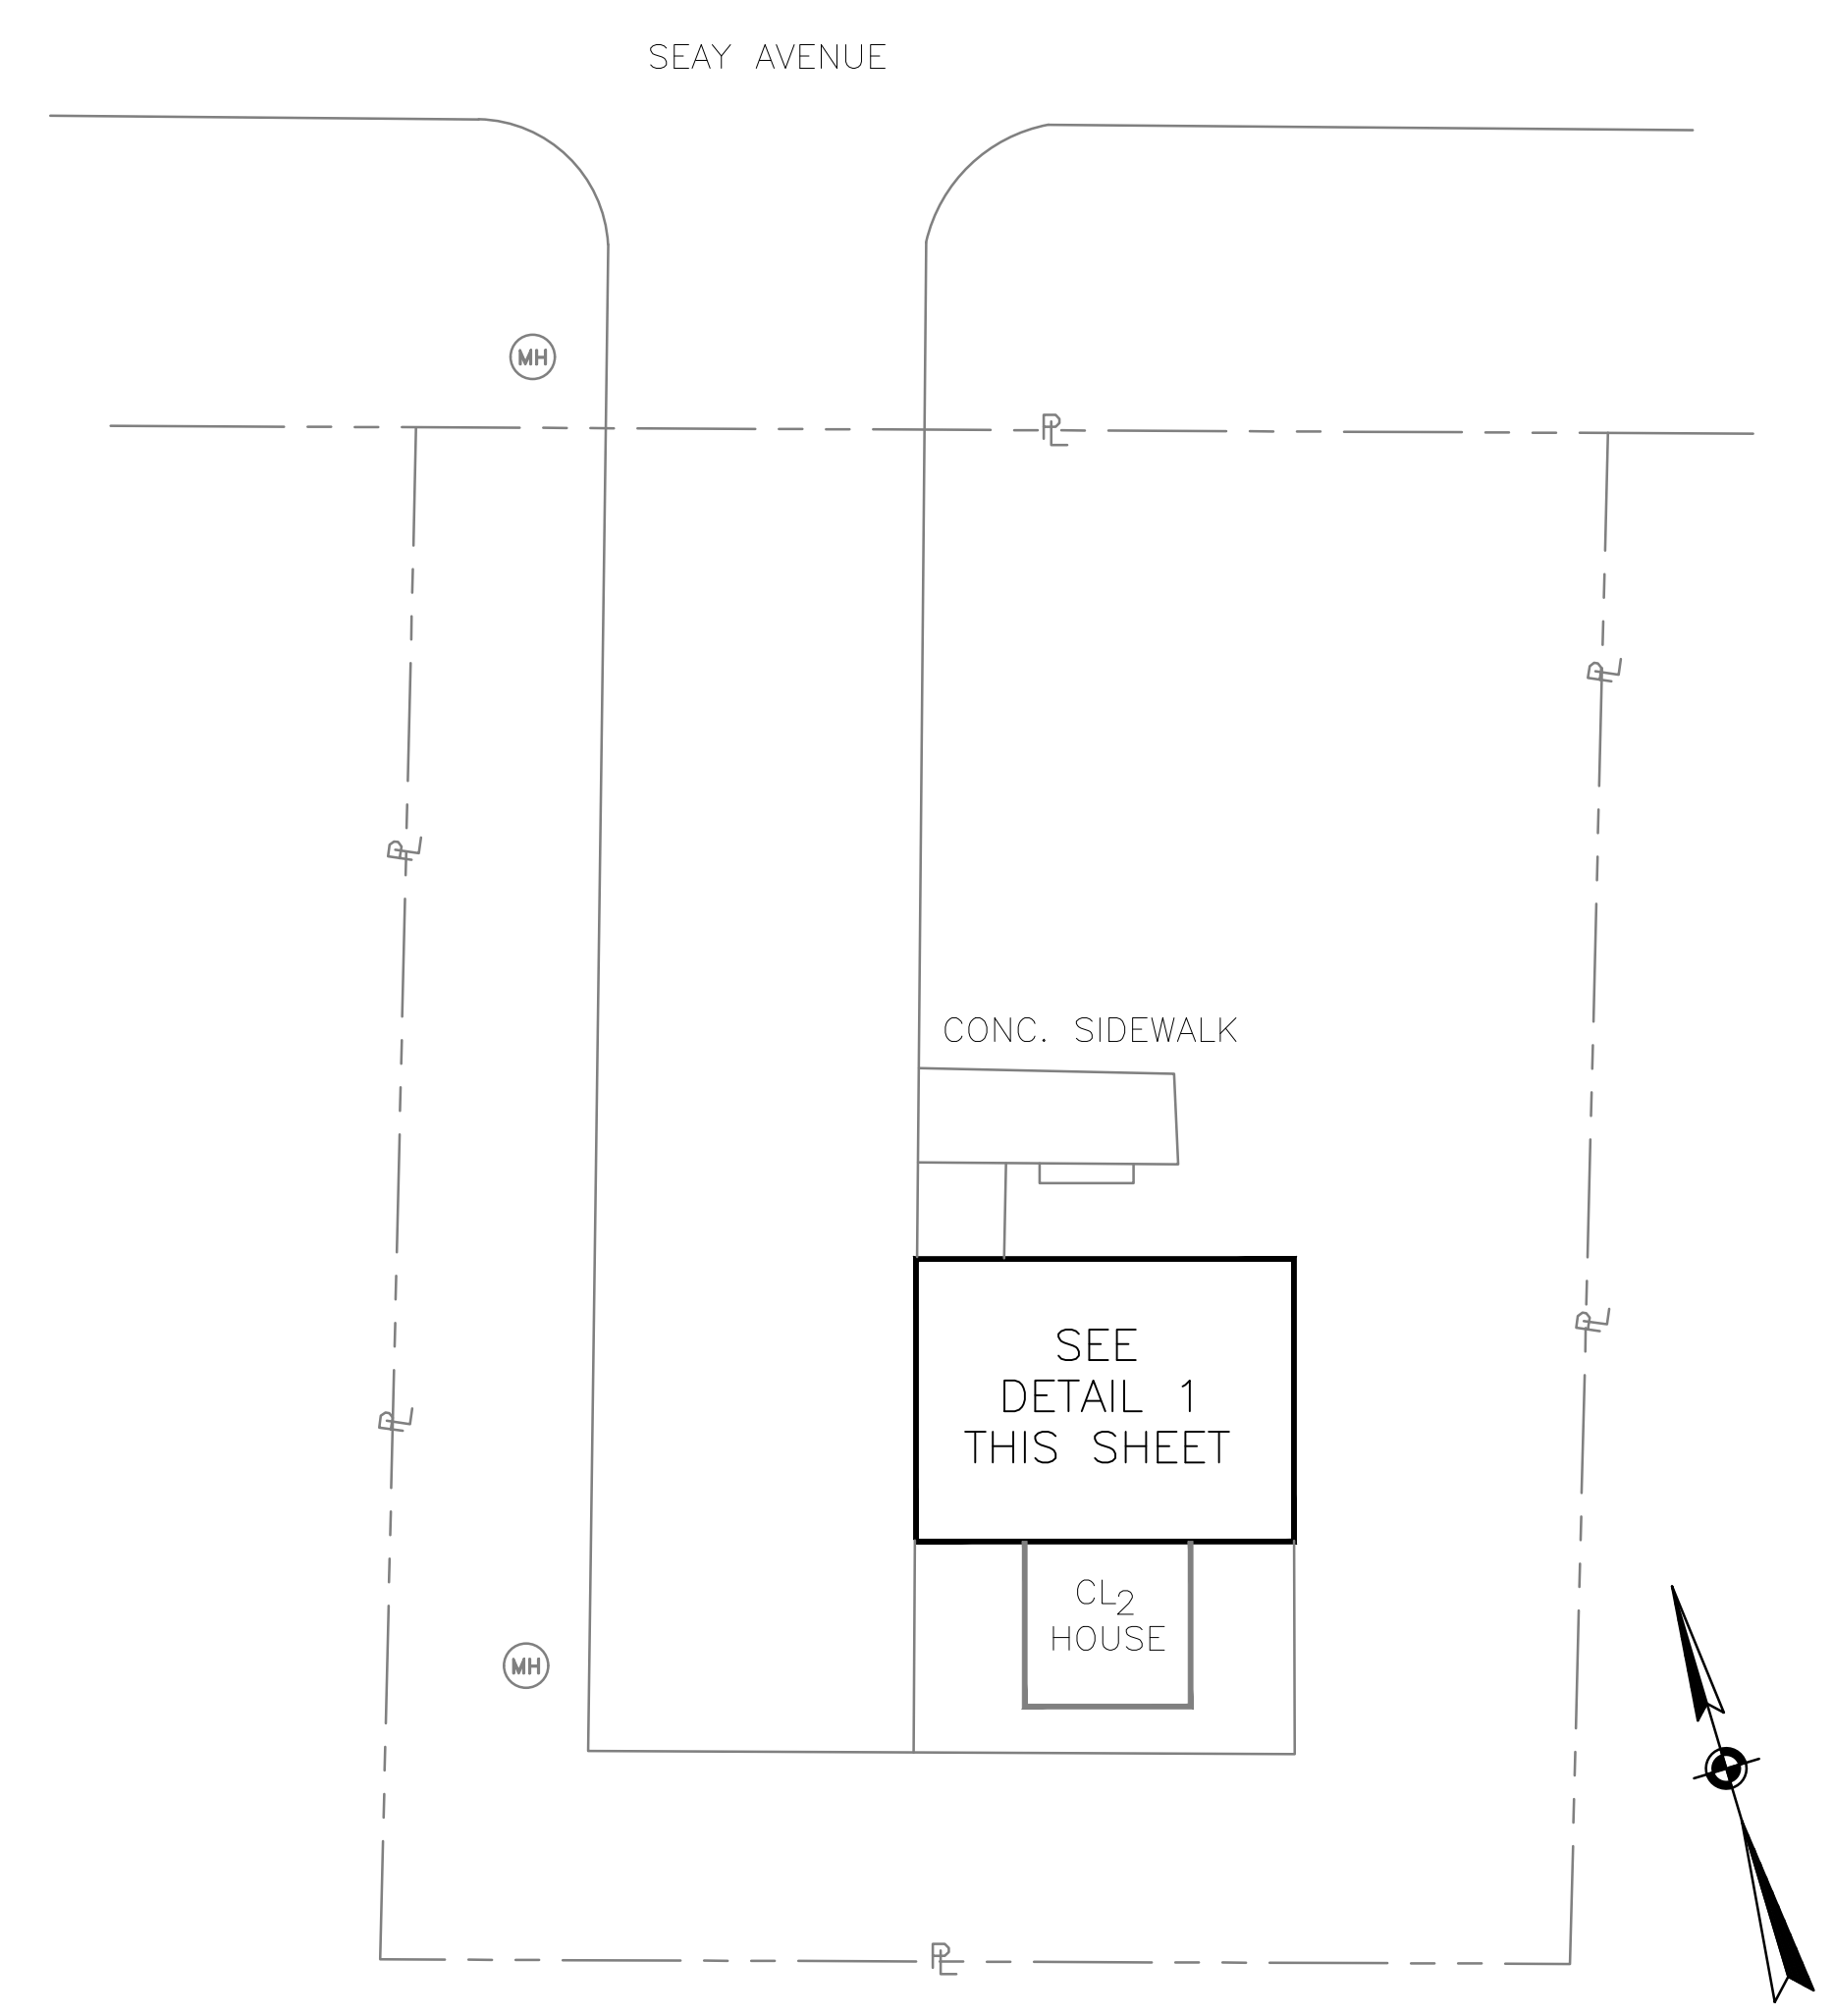 SEAY AVENUE
MH
PL
PL
PL
CONC. SIDEWALK
PL
SEE
DETAIL 1
THIS SHEET
PL
CL2
HOUSE
MH
PL